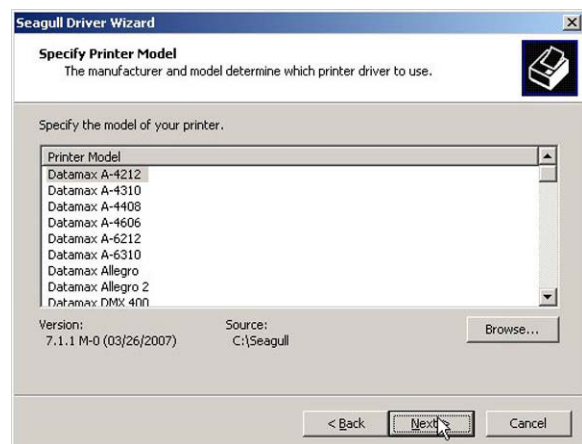 Seagull Driver Wizard
Specify Printer Model
The manufacturer and model determine which printer driver to use.
Specify the model of your printer.
Printer Model
Datamax A-4212
Datamax A-4310
Datamax A-4408
Datamax A-4606
Datamax A-6212
Datamax A-6310
Datamax Allegro
Datamax Allegro 2
Datamax DMX 400
Version: Source:
7.1.1 M-0 (03/26/2007) C:\Seagull
Browse...
< Back Next > Cancel